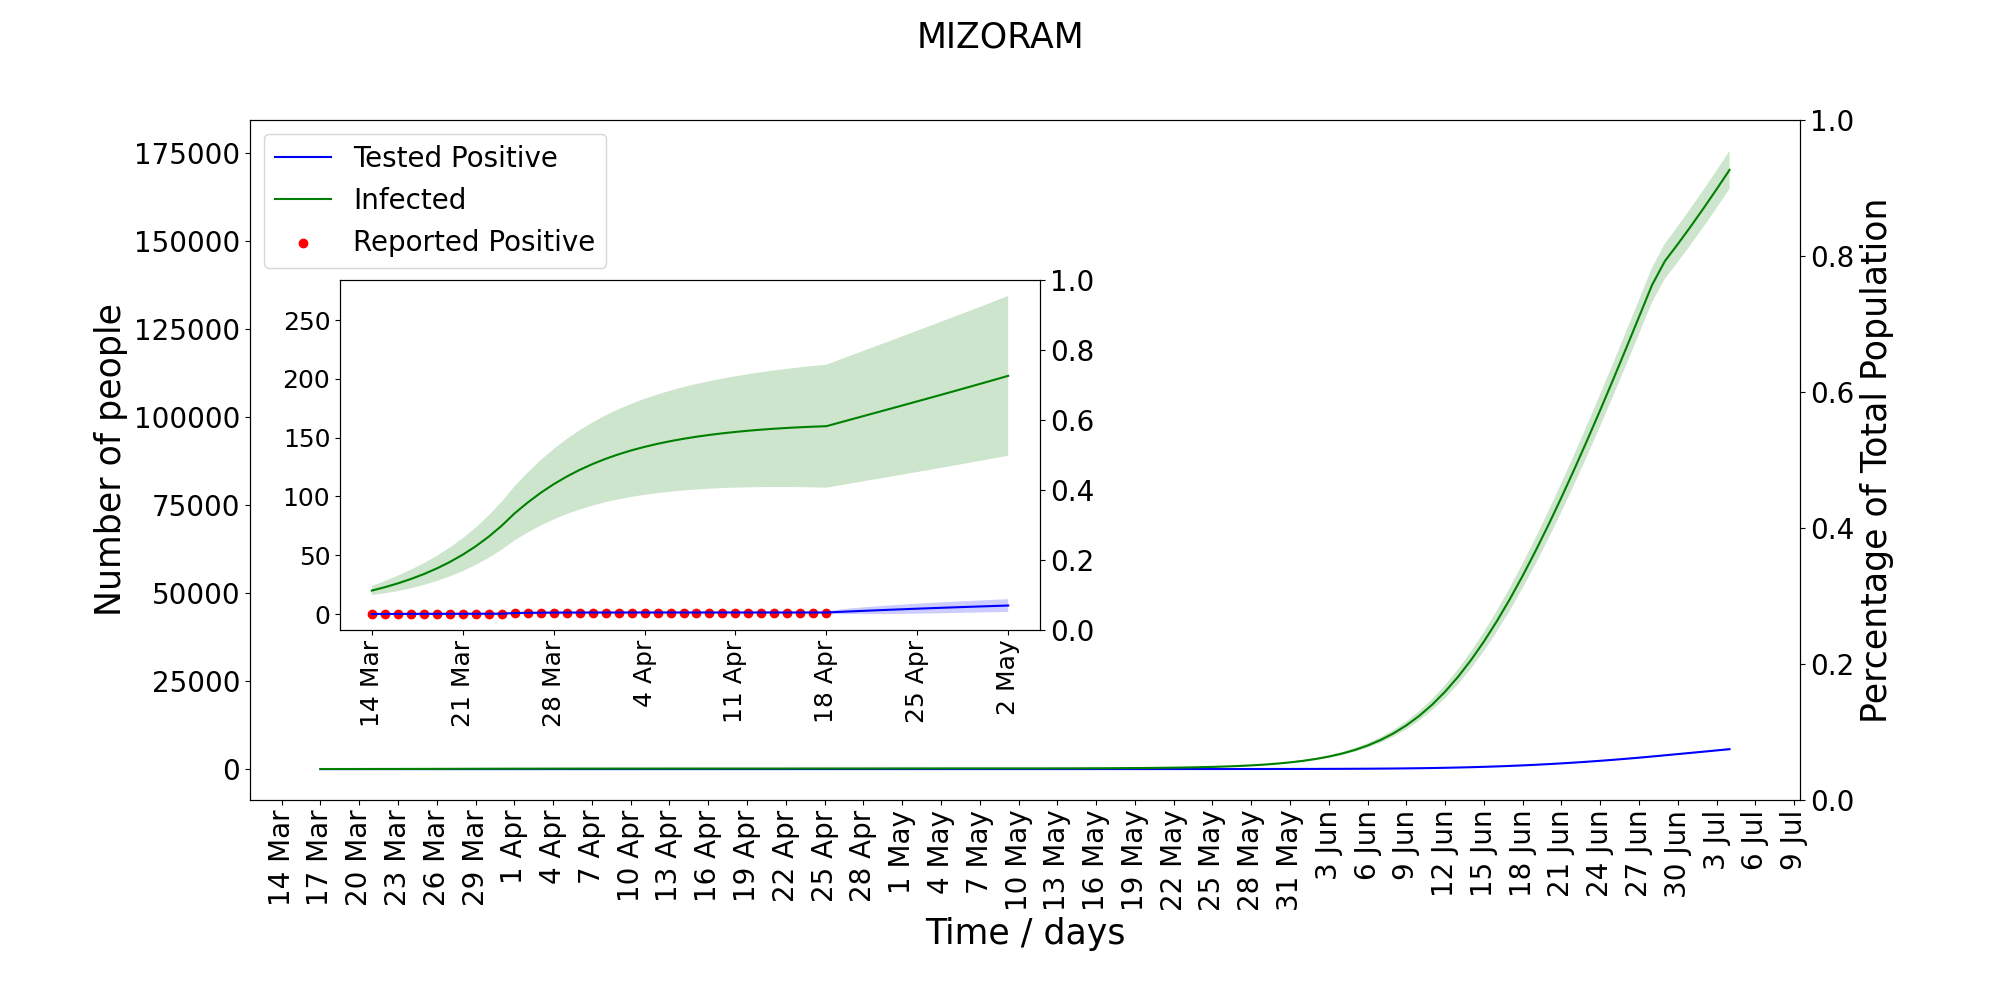 MIZORAM
Tested Positive
Infected
Reported Positive
Number of people
175000
150000
125000
100000
75000
50000
25000
0
250
200
150
100
50
0
1.0
0.8
0.6
0.4
0.2
0.0
14 Mar
21 Mar
28 Mar
4 Apr
11 Apr
18 Apr
25 Apr
2 May
1.0
0.8
0.6
0.4
0.2
0.0
Percentage of Total Population
14 Mar
17 Mar
20 Mar
23 Mar
26 Mar
29 Mar
1 Apr
4 Apr
7 Apr
10 Apr
13 Apr
16 Apr
19 Apr
22 Apr
25 Apr
28 Apr
1 May
4 May
7 May
10 May
13 May
16 May
19 May
22 May
25 May
28 May
31 May
3 Jun
6 Jun
9 Jun
12 Jun
15 Jun
18 Jun
21 Jun
24 Jun
27 Jun
30 Jun
3 Jul
6 Jul
9 Jul
Time / days